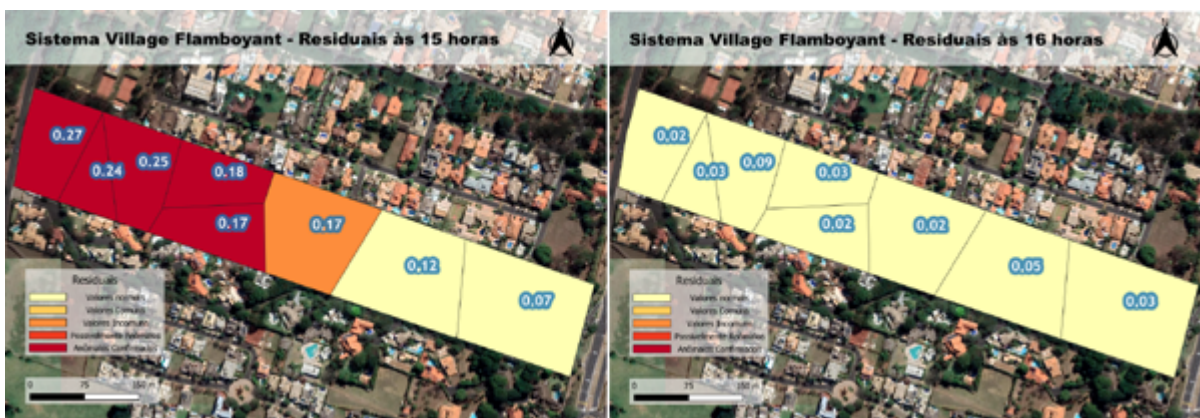 Sistema Village Flamboyant - Residuais às 15 horas
0.27
0.24
0.25
0.18
0.17
0.17
0.12
0.07
Residuais
Valores normais
Valores Comuns
Valores Incomuns
Anômalos Confirmados
0 75 150 m
Sistema Village Flamboyant - Residuais às 16 horas
0,02
0,03
0,09
0,03
0,02
0,02
0,05
0,03
Residuais
Valores normais
Valores Comuns
Valores Incomuns
Anômalos Confirmados
0 75 150 m